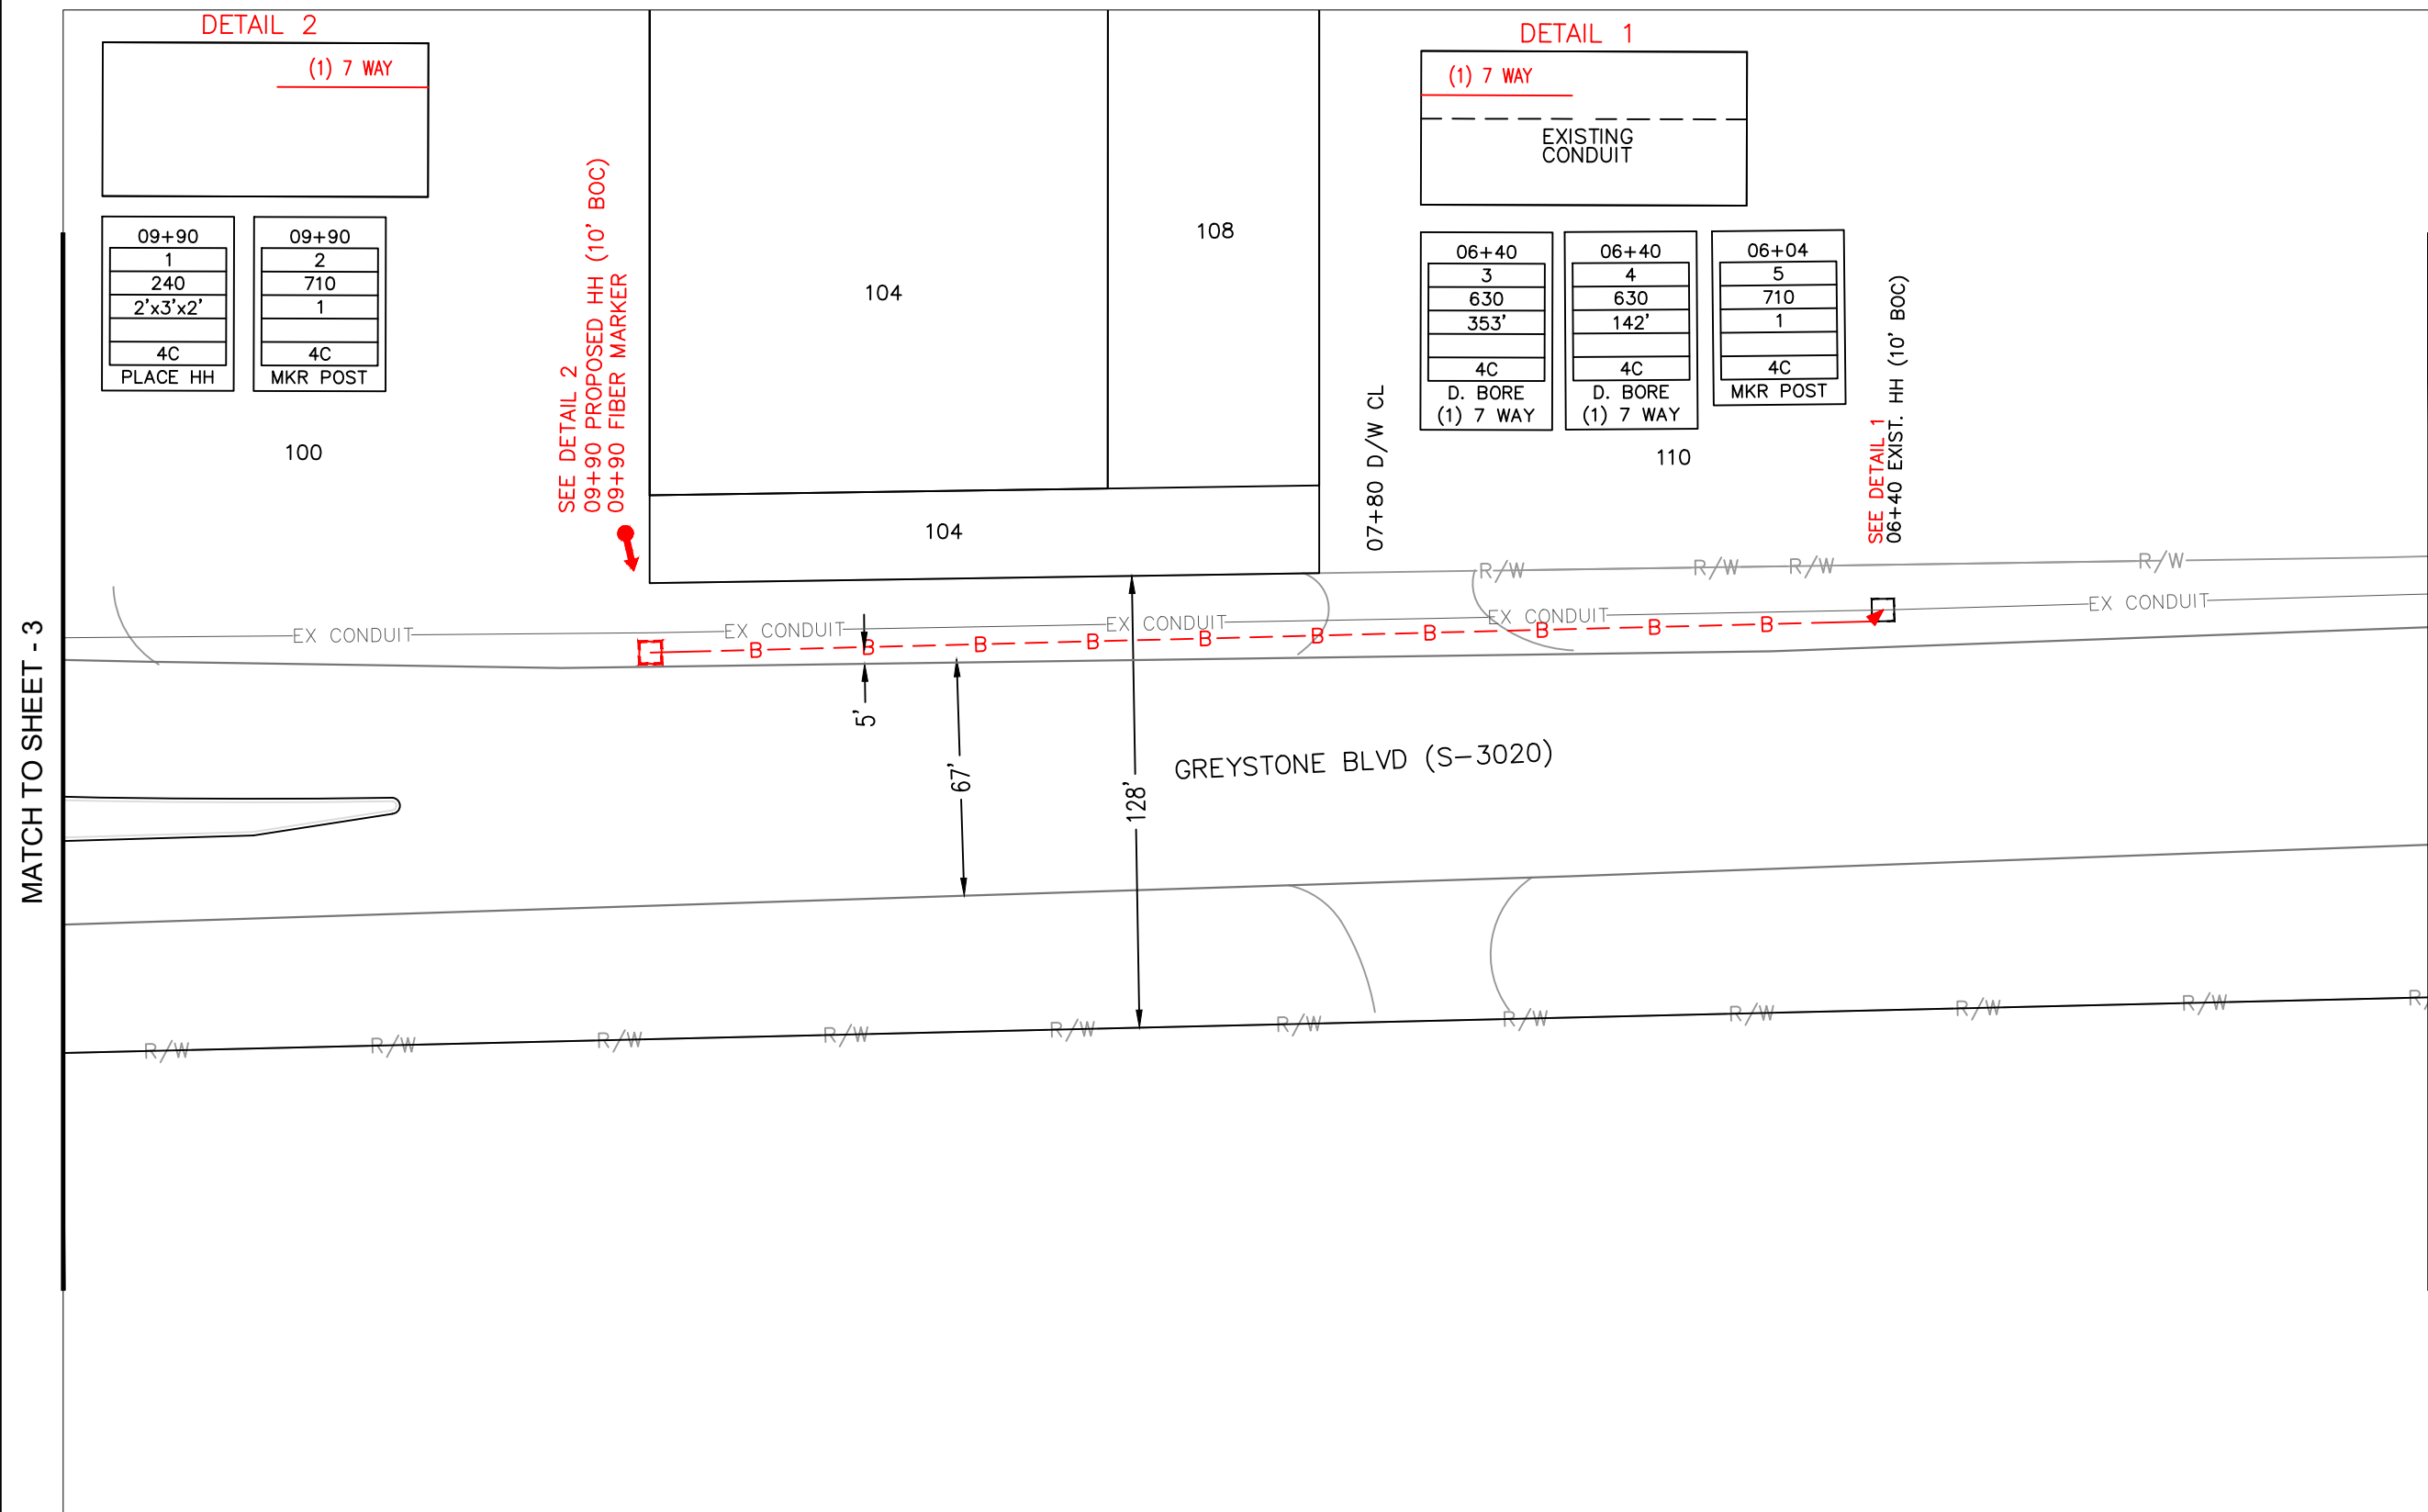 DETAIL 2
(1) 7 WAY
09+90
1
240
2'x3'x2'
4C
PLACE HH
09+90
2
710
1
4C
MKR POST
100
SEE DETAIL 2
09+90 PROPOSED HH (10' BOC)
09+90 FIBER MARKER
104
108
104
DETAIL 1
(1) 7 WAY
EXISTING
CONDUIT
06+40
3
630
353'
4C
D. BORE
(1) 7 WAY
06+40
4
630
142'
4C
D. BORE
(1) 7 WAY
06+04
5
710
1
4C
MKR POST
110
07+80 D/W CL
SEE DETAIL 1
06+40 EXIST. HH (10' BOC)
R/W R/W R/W R/W
EX CONDUIT EX CONDUIT EX CONDUIT EX CONDUIT EX CONDUIT
B B B B B B B B B B
5'
67'
128'
GREYSTONE BLVD (S-3020)
MATCH TO SHEET - 3
R/W R/W R/W R/W R/W R/W R/W R/W R/W R/W